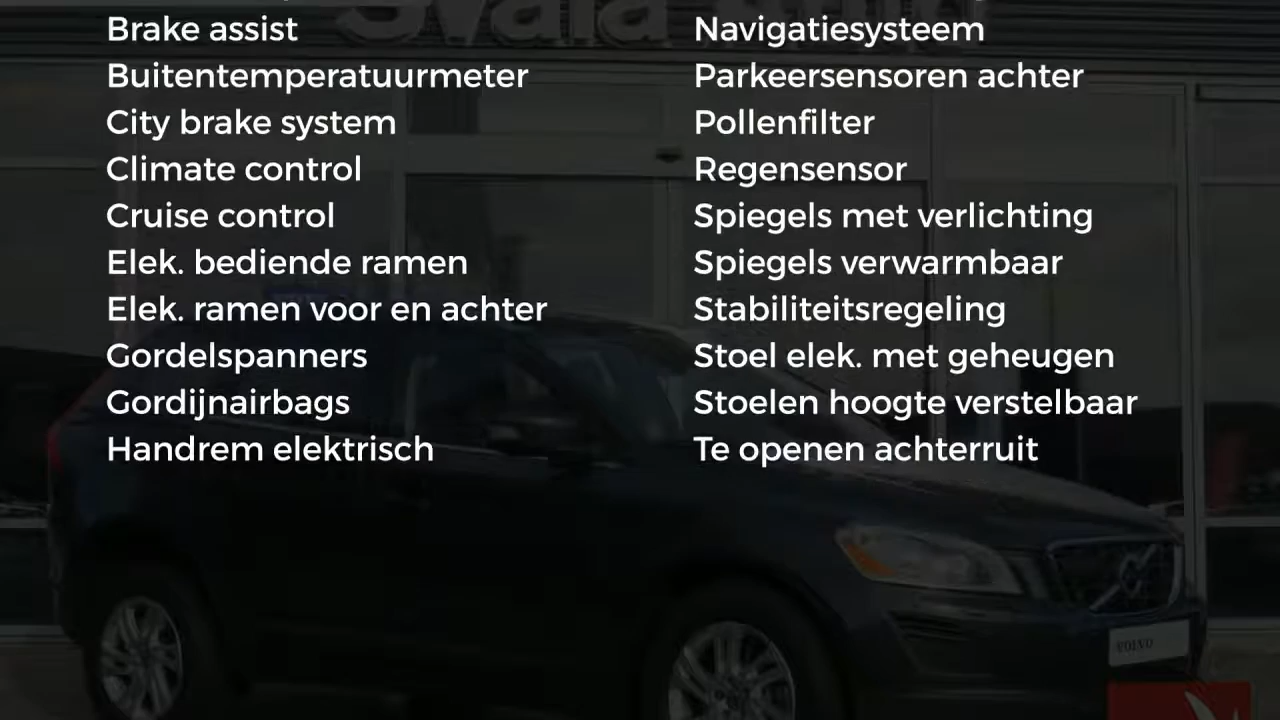 Brake assist
Buitentemperatuurmeter
City brake system
Climate control
Cruise control
Elek. bediende ramen
Elek. ramen voor en achter
Gordelspanners
Gordijnairbags
Handrem elektrisch
Navigatiesysteem
Parkeersensoren achter
Pollenfilter
Regensensor
Spiegels met verlichting
Spiegels verwarmbaar
Stabiliteitsregeling
Stoel elek. met geheugen
Stoelen hoogte verstelbaar
Te openen achterruit
VOLVO